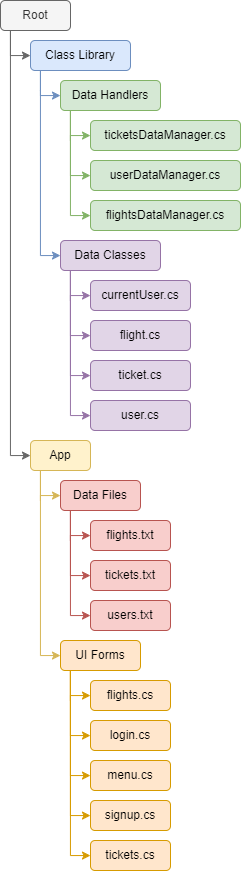 Root
Class Library
Data Handlers
ticketsDataManager.cs
userDataManager.cs
flightsDataManager.cs
Data Classes
currentUser.cs
flight.cs
ticket.cs
user.cs
App
Data Files
flights.txt
tickets.txt
users.txt
UI Forms
flights.cs
login.cs
menu.cs
signup.cs
tickets.cs